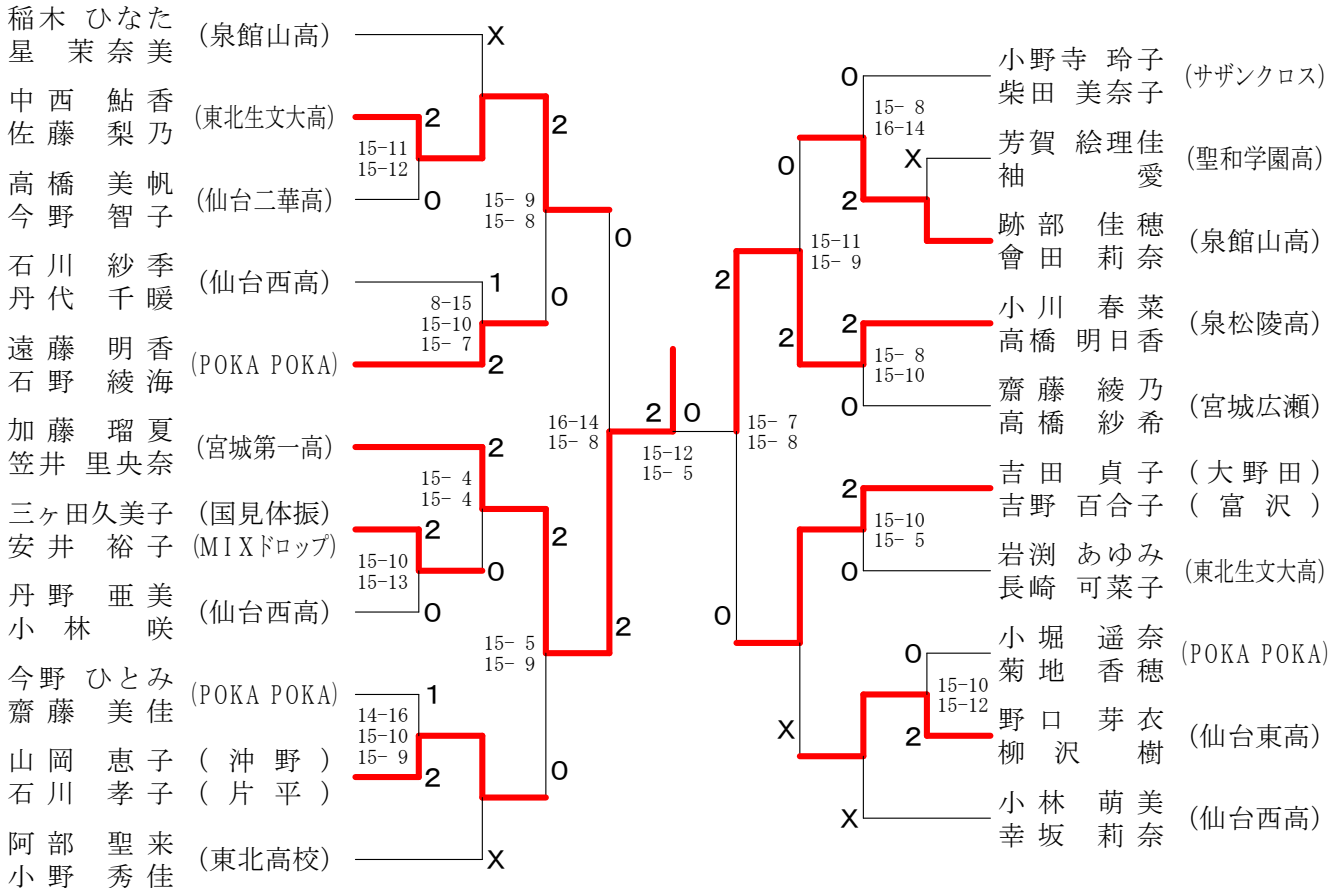 稲木 ひなた
星 茉奈美
(泉館山高)
X
中西 鮎香
佐藤 梨乃
(東北生文大高)
2
15-11
15-12
高橋 美帆
今野 智子
(仙台二華高)
0
2
15- 9
15- 8
石川 紗季
丹代 千暖
(仙台西高)
1
8-15
15-10
15- 7
0
遠藤 明香
石野 綾海
(POKA POKA)
2
0
16-14
15- 8
加藤 瑠夏
笠井 里央奈
(宮城第一高)
2
15- 4
15- 4
三ヶ田久美子 (国見体振)
安井 裕子 (MIXドロップ)
2
15-10
15-13
0
丹野 亜美
小林 咲
(仙台西高)
0
2
15- 5
15- 9
2
今野 ひとみ
齋藤 美佳
(POKA POKA)
1
14-16
15-10
15- 9
山岡 恵子 (沖野)
石川 孝子 (片平)
2
0
阿部 聖来
小野 秀佳
(東北高校)
X
2 0
15-12
15- 5
小野寺 玲子
柴田 美奈子
(サザンクロス)
0
15- 8
16-14
芳賀 絵理佳
袖 愛
(聖和学園高)
X
2
0
跡部 佳穂
會田 莉奈
(泉館山高)
15-11
15- 9
2
小川 春菜
高橋 明日香
(泉松陵高)
2
2
15- 8
15-10
齋藤 綾乃
高橋 紗希
(宮城広瀬)
0
15- 7
15- 8
吉田 貞子 (大野田)
吉野 百合子 (富沢)
2
15-10
15- 5
岩渕 あゆみ
長崎 可菜子
(東北生文大高)
0
0
小堀 遥奈
菊地 香穂
(POKA POKA)
0
15-10
15-12
野口 芽衣
柳沢 樹
(仙台東高)
2
X
小林 萌美
幸坂 莉奈
(仙台西高)
X